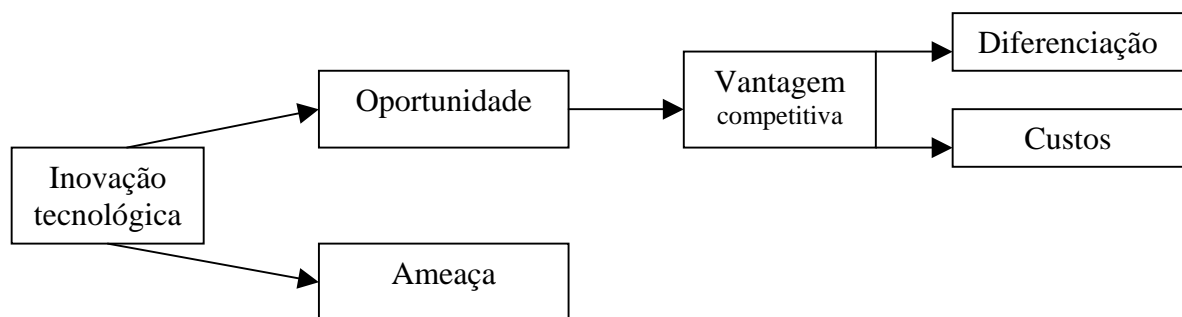 Diferenciação
Oportunidade
Vantagem
competitiva
Custos
Inovação
tecnológica
Ameaça